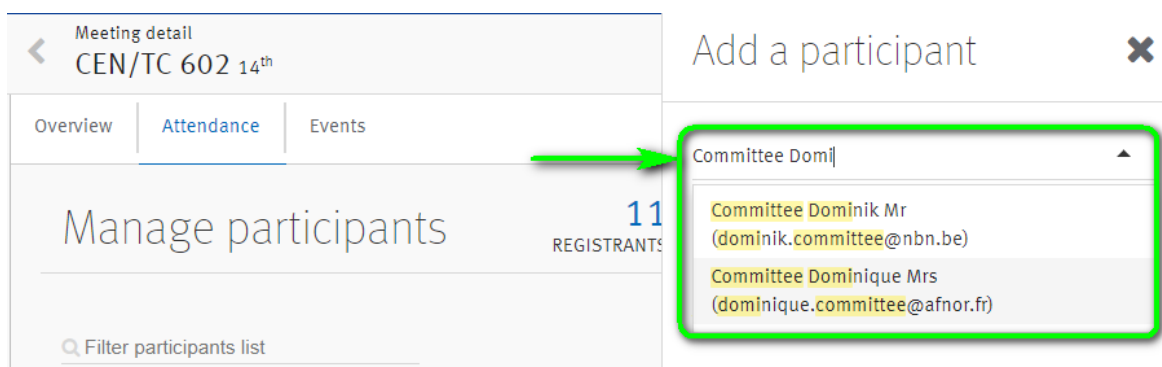 Meeting detail
CEN/TC 602 14th
Overview
Attendance
Events
Manage participants
11
REGISTRANTS
Filter participants list
Add a participant
Committee Domi
Committee Dominik Mr
(dominik.committee@nbn.be)
Committee Dominique Mrs
(dominique.committee@afnor.fr)